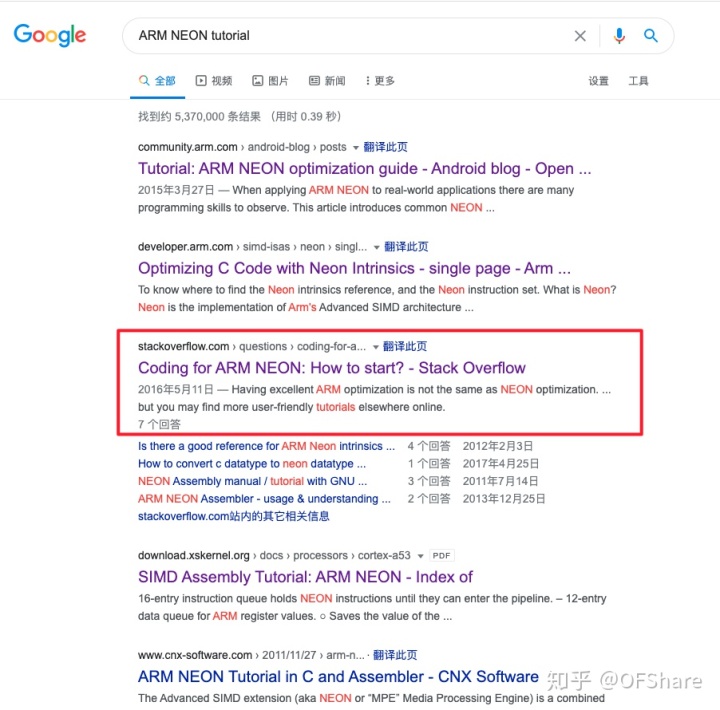 Google
ARM NEON tutorial
全部 视频 图片 新闻 更多 设置 工具
找到约 5,370,000 条结果 （用时 0.39 秒）
community.arm.com › android-blog › posts 翻译此页
Tutorial: ARM NEON optimization guide - Android blog - Open ...
2015年3月27日 — When applying ARM NEON to real-world applications there are many
programming skills to observe. This article introduces common NEON ...
developer.arm.com › simd-isas › neon › singl... 翻译此页
Optimizing C Code with Neon Intrinsics - single page - Arm ...
To know where to find the Neon intrinsics reference, and the Neon instruction set. What is Neon?
Neon is the implementation of Arm's Advanced SIMD architecture ...
stackoverflow.com › questions › coding-for-a... 翻译此页
Coding for ARM NEON: How to start? - Stack Overflow
2016年5月11日 — Having excellent ARM optimization is not the same as NEON optimization. ...
but you may find more user-friendly tutorials elsewhere online.
7 个回答
Is there a good reference for ARM Neon intrinsics ... 4 个回答 2012年2月3日
How to convert c datatype to neon datatype ... 1 个回答 2017年4月25日
NEON Assembly manual / tutorial with GNU ... 3 个回答 2011年7月14日
ARM NEON Assembler - usage & understanding ... 2 个回答 2013年12月25日
stackoverflow.com站内的其它相关信息
download.xskernel.org › docs › processors › cortex-a53 PDF
SIMD Assembly Tutorial: ARM NEON - Index of
16-entry instruction queue holds NEON instructions until they can enter the pipeline. – 12-entry
data queue for ARM register values. ○ Saves the value of the ...
www.cnx-software.com › 2011/11/27 › arm-n... · 翻译此页
ARM NEON Tutorial in C and Assembler - CNX Software
The Advanced SIMD extension (aka NEON or “MPE” Media Processing Engine) is a combined
知乎 @OFShare